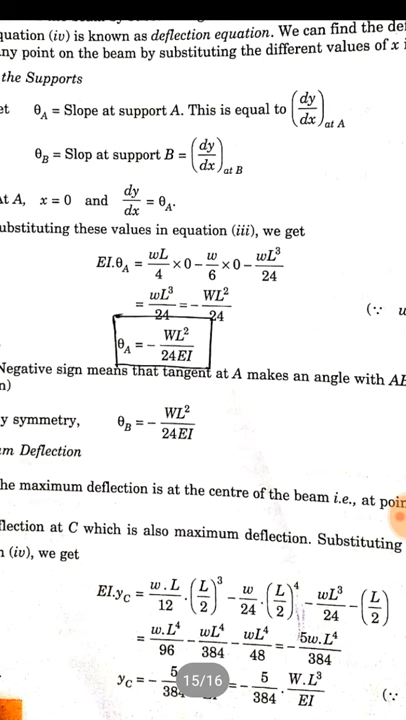 quation (iv) is known as deflection equation. We can find the de
ny point on the beam by substituting the different values of x i
the Supports
et θ_A = Slope at support A. This is equal to (dy/dx)_at A
θ_B = Slop at support B = (dy/dx)_at B
At A, x = 0 and dy/dx = θ_A.
ubstituting these values in equation (iii), we get
EI.θ_A = wL/4 × 0 − w/6 × 0 − wL³/24
= wL³/24 = − WL²/24 (∵
θ_A = − WL²/24EI
Negative sign means that tangent at A makes an angle with AB
n)
y symmetry, θ_B = − WL²/24EI
m Deflection
he maximum deflection is at the centre of the beam i.e., at poin
flection at C which is also maximum deflection. Substituting
n (iv), we get
EI.y_C = w.L/12 . (L/2)³ − w/24 . (L/2)⁴ − wL³/24 − (L/2)
= w.L⁴/96 − wL⁴/384 − wL⁴/48 = − 5w.L⁴/384
y_C = − 5/384 = − 5/384 . W.L³/EI (∵
15/16